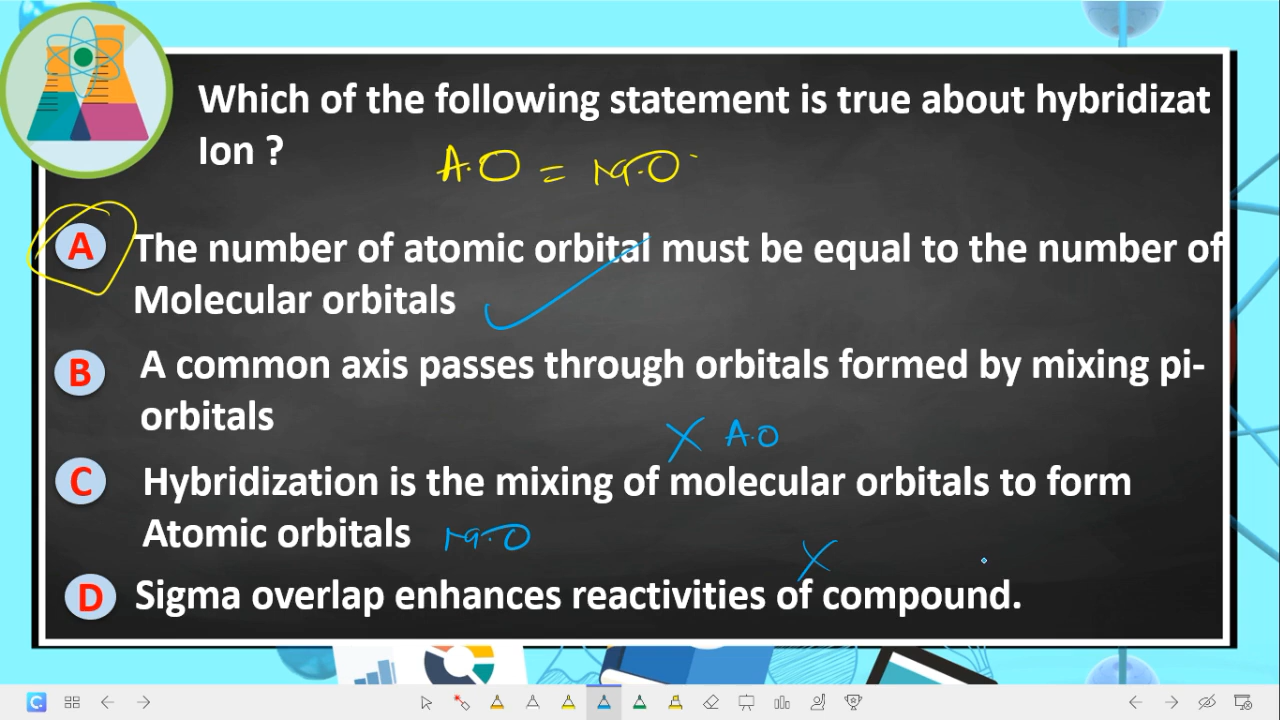 Which of the following statement is true about hybridizat
Ion ?
A.O = M.O
A
The number of atomic orbital must be equal to the number of
Molecular orbitals
B
A common axis passes through orbitals formed by mixing pi-
orbitals
A.O
C
Hybridization is the mixing of molecular orbitals to form
Atomic orbitals M.O
D
Sigma overlap enhances reactivities of compound.